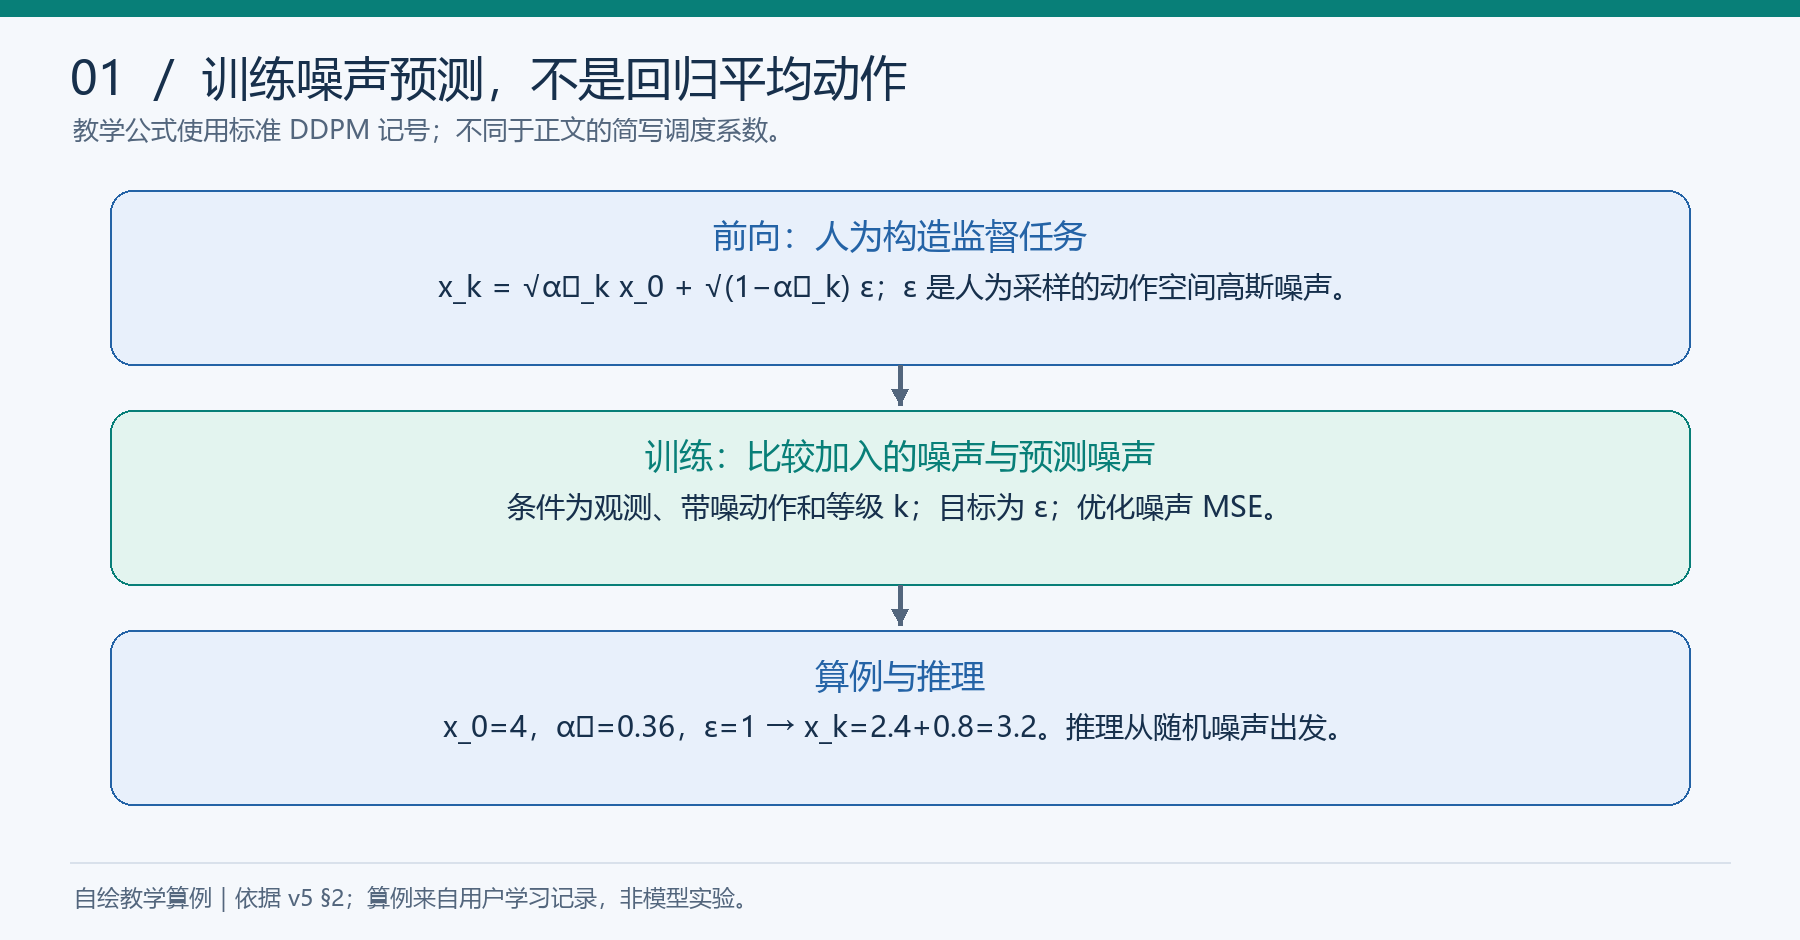 01 / 训练噪声预测，不是回归平均动作
教学公式使用标准 DDPM 记号；不同于正文的简写调度系数。
前向：人为构造监督任务
x_k = √α□_k x_0 + √(1−α□_k) ε；ε 是人为采样的动作空间高斯噪声。
训练：比较加入的噪声与预测噪声
条件为观测、带噪动作和等级 k；目标为 ε；优化噪声 MSE。
算例与推理
x_0=4，α□=0.36，ε=1 → x_k=2.4+0.8=3.2。推理从随机噪声出发。
自绘教学算例 | 依据 v5 §2；算例来自用户学习记录，非模型实验。